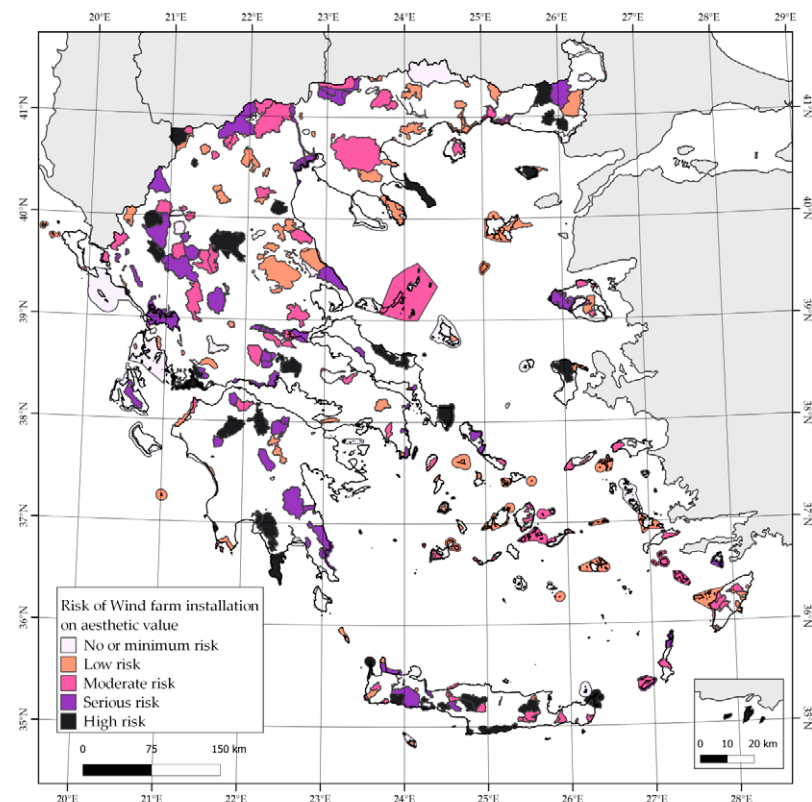 20°E 21°E 22°E 23°E 24°E 25°E 26°E 27°E 28°E 29°E
41°N 41°N
40°N 40°N
39°N 39°N
38°N
37°N 37°N
36°N 36°N
35°N 35°N
Risk of Wind farm installation
on aesthetic value
No or minimum risk
Low risk
Moderate risk
Serious risk
High risk
0 75 150 km
0 10 20 km
20°E 21°E 22°E 23°E 24°E 25°E 26°E 27°E 28°E